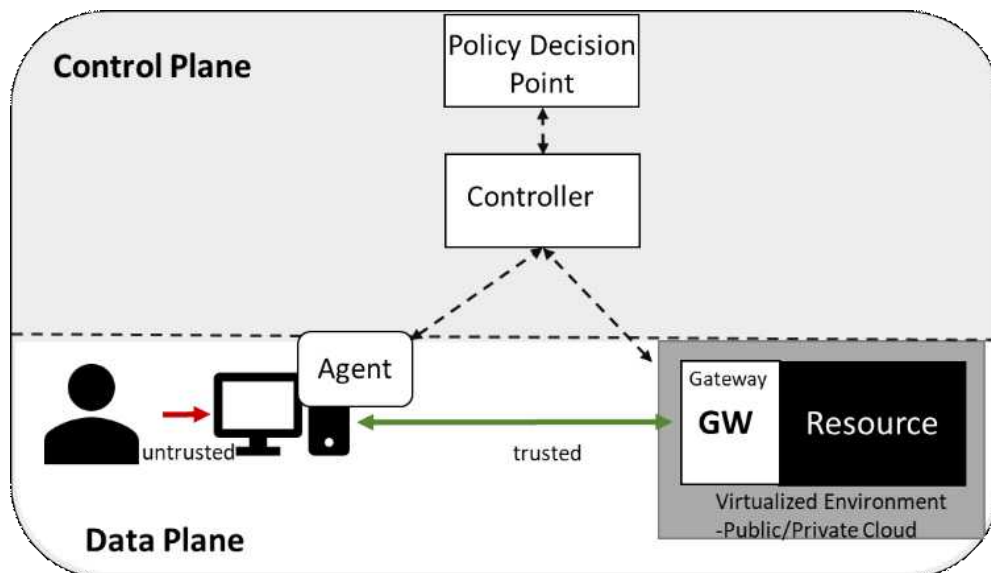 Policy Decision
Point
Control Plane
Controller
Agent
Gateway
GW
Resource
untrusted
trusted
Virtualized Environment
-Public/Private Cloud
Data Plane